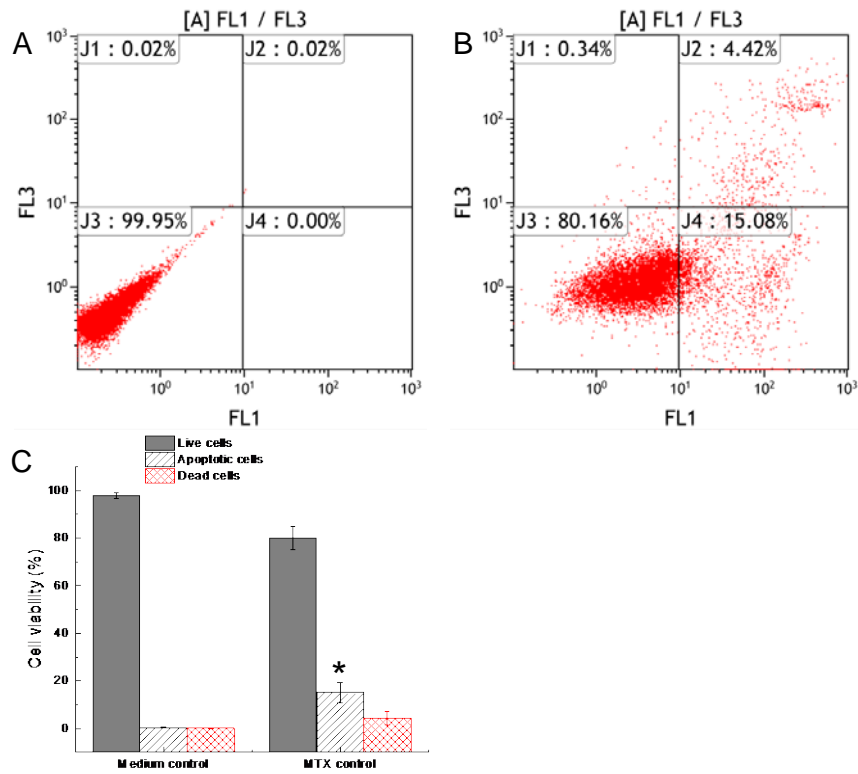 A
[A] FL1 / FL3
J1 : 0.02%
J2 : 0.02%
J3 : 99.95%
J4 : 0.00%
10³
10²
10¹
10⁰
FL3
10⁰
10¹
10²
10³
FL1
B
[A] FL1 / FL3
J1 : 0.34%
J2 : 4.42%
J3 : 80.16%
J4 : 15.08%
10³
10²
10¹
10⁰
FL3
10⁰
10¹
10²
10³
FL1
C
Live cells
Apoptotic cells
Dead cells
100
80
60
40
20
0
Cell viability (%)
*
Medium control
MTX control